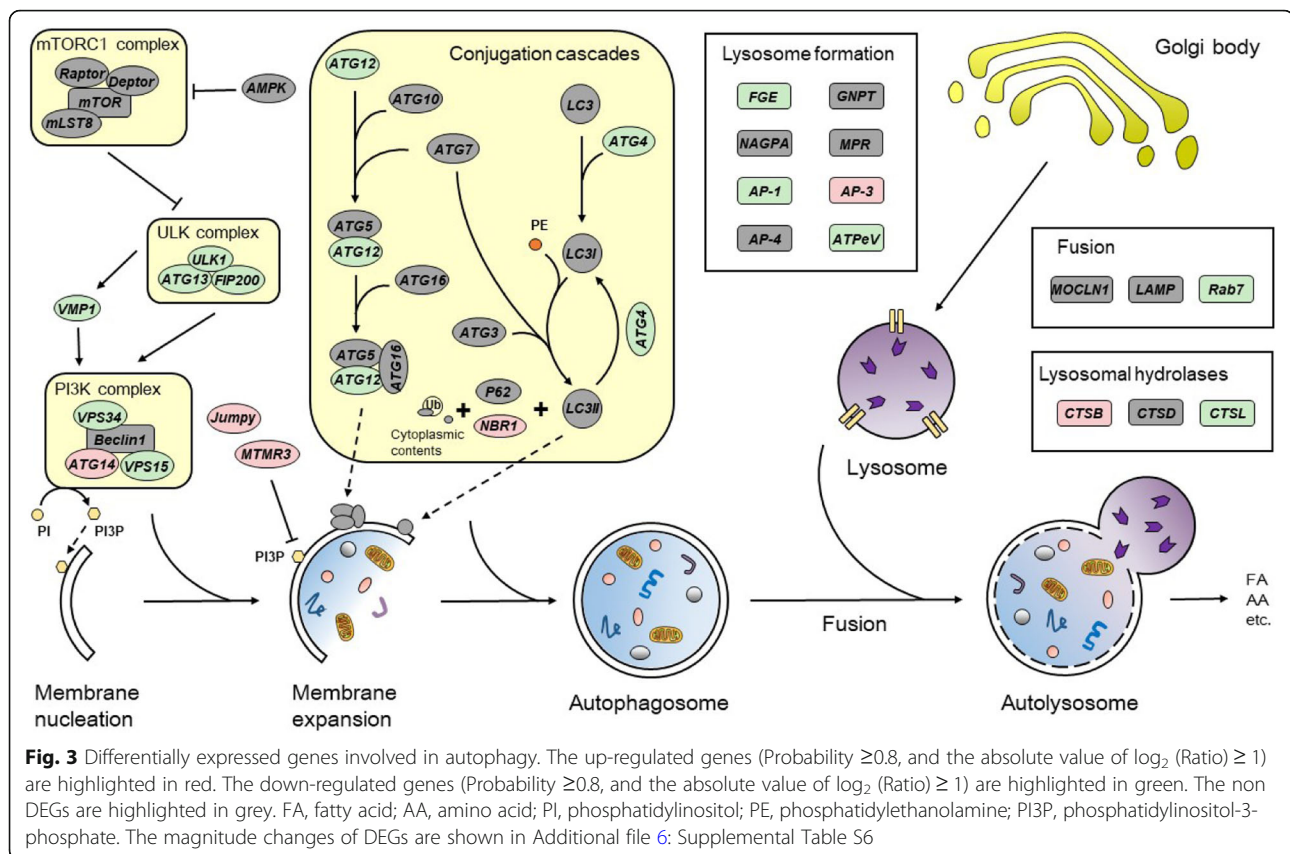 mTORC1 complex
Raptor
Deptor
mTOR
mLST8
AMPK
ULK complex
ULK1
ATG13
FIP200
VMP1
PI3K complex
VPS34
Beclin1
ATG14
VPS15
Jumpy
MTMR3
PI
PI3P
PI3P
Conjugation cascades
ATG12
ATG10
ATG7
ATG5
ATG12
ATG16
ATG5
ATG12
ATG16
LC3
ATG4
PE
LC3I
ATG3
ATG4
LC3II
Ub
+
P62
NBR1
+
Cytoplasmic
contents
Lysosome formation
FGE
GNPT
NAGPA
MPR
AP-1
AP-3
AP-4
ATPeV
Golgi body
Fusion
MOCLN1
LAMP
Rab7
Lysosomal hydrolases
CTSB
CTSD
CTSL
Lysosome
Fusion
FA
AA
etc.
Membrane
nucleation
Membrane
expansion
Autophagosome
Autolysosome
Fig. 3 Differentially expressed genes involved in autophagy. The up-regulated genes (Probability ≥0.8, and the absolute value of log₂ (Ratio) ≥ 1)
are highlighted in red. The down-regulated genes (Probability ≥0.8, and the absolute value of log₂ (Ratio) ≥ 1) are highlighted in green. The non
DEGs are highlighted in grey. FA, fatty acid; AA, amino acid; PI, phosphatidylinositol; PE, phosphatidylethanolamine; PI3P, phosphatidylinositol-3-
phosphate. The magnitude changes of DEGs are shown in Additional file 6: Supplemental Table S6